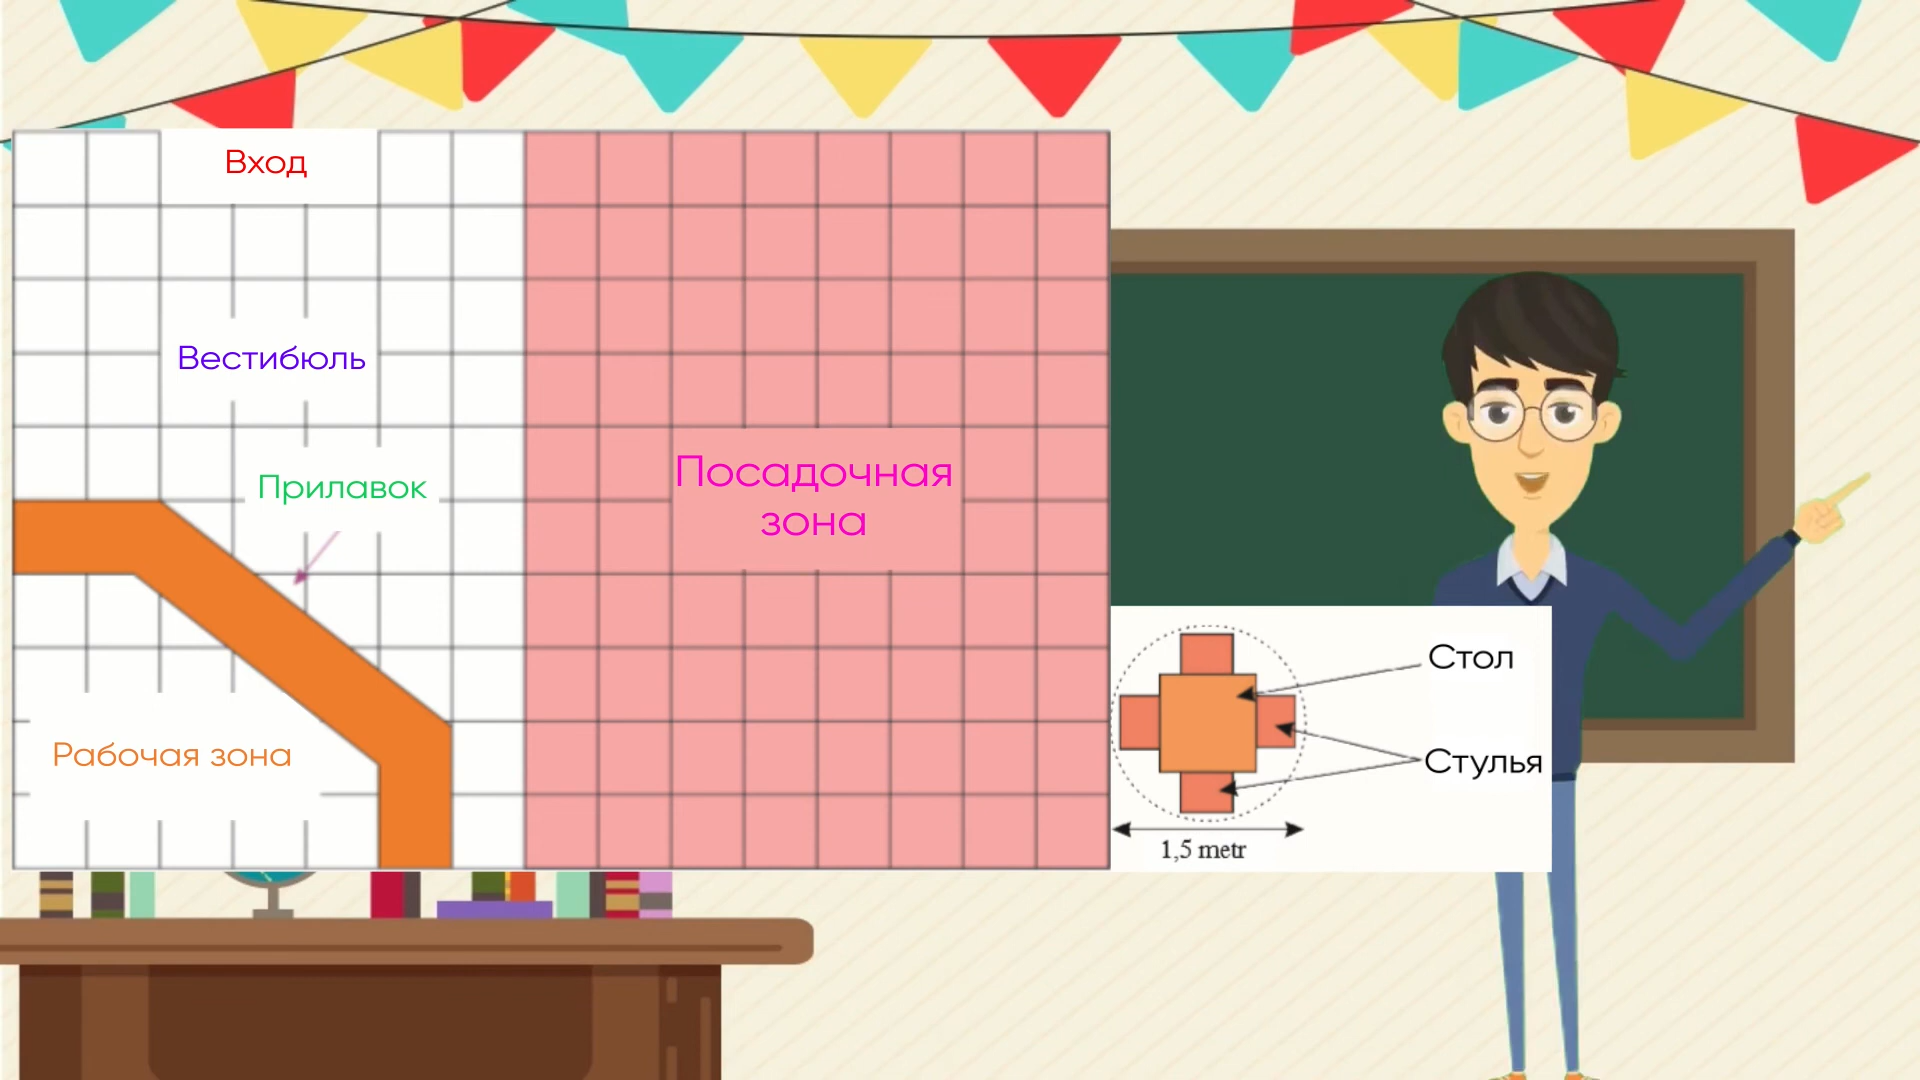 Вход
Вестибюль
Прилавок
Посадочная
зона
Рабочая зона
Стол
Стулья
1,5 metr